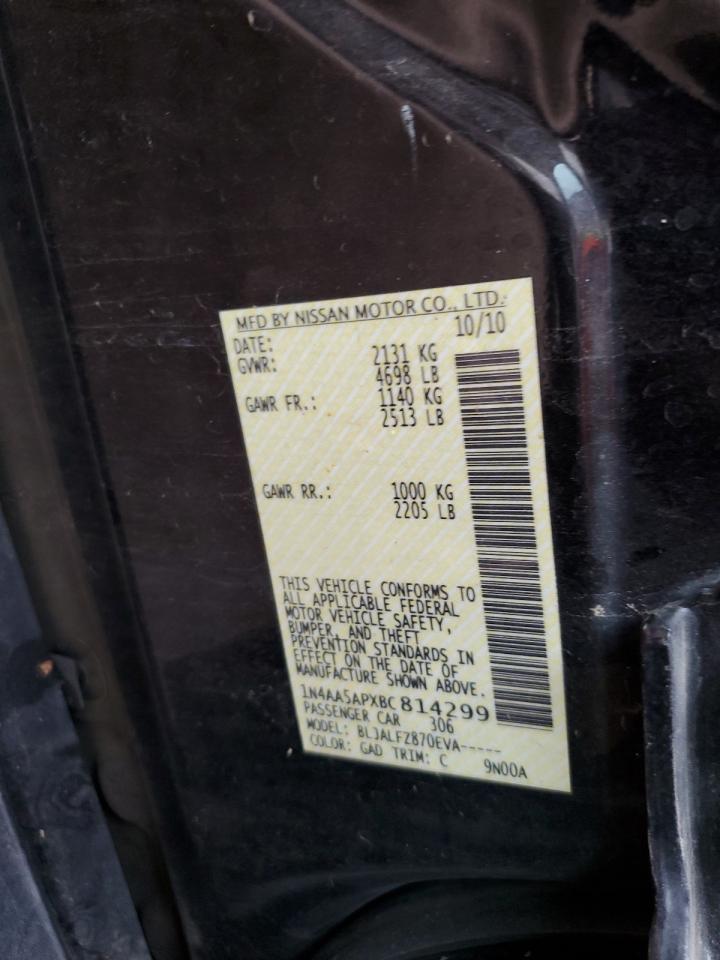 MFD BY NISSAN MOTOR CO., LTD.
DATE: 10/10
GVWR: 2131 KG
4698 LB
GAWR FR.: 1140 KG
2513 LB
GAWR RR.: 1000 KG
2205 LB
THIS VEHICLE CONFORMS TO
ALL APPLICABLE FEDERAL
MOTOR VEHICLE SAFETY,
BUMPER, AND THEFT
PREVENTION STANDARDS IN
EFFECT ON THE DATE OF
MANUFACTURE SHOWN ABOVE.
1N4AA5APXBC814299
PASSENGER CAR 306
MODEL: BLJALFZ870EVA-----
COLOR: GAD TRIM: C 9N00A